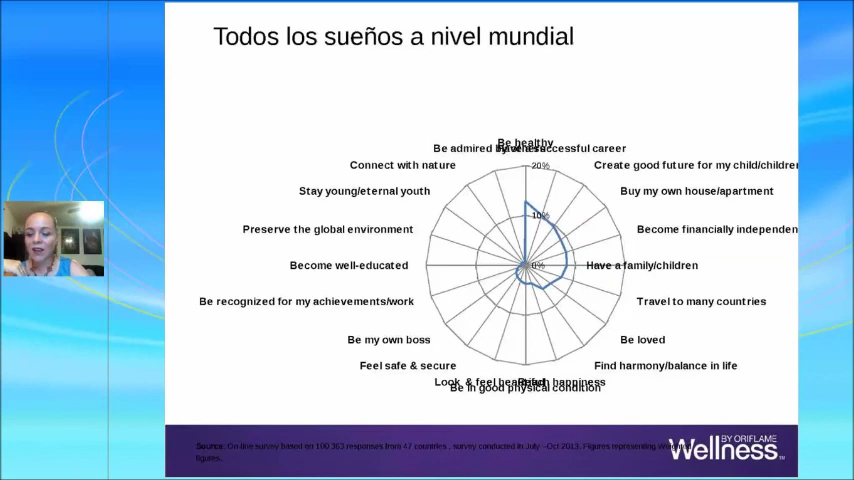 Todos los sueños a nivel mundial
Be healthy
Be admired by others
Have a successful career
Connect with nature
Create good future for my child/children
Stay young/eternal youth
Buy my own house/apartment
Preserve the global environment
Become financially independen
Become well-educated
Have a family/children
Be recognized for my achievements/work
Travel to many countries
Be my own boss
Be loved
Feel safe & secure
Find harmony/balance in life
Look & feel beautiful
Reach happiness
Be in good physical condition
20%
10%
0%
Source: On-line survey based on 100 363 responses from 47 countries , survey conducted in July –Oct 2013. Figures representing Weighted
figures.
BY ORIFLAME
Wellness